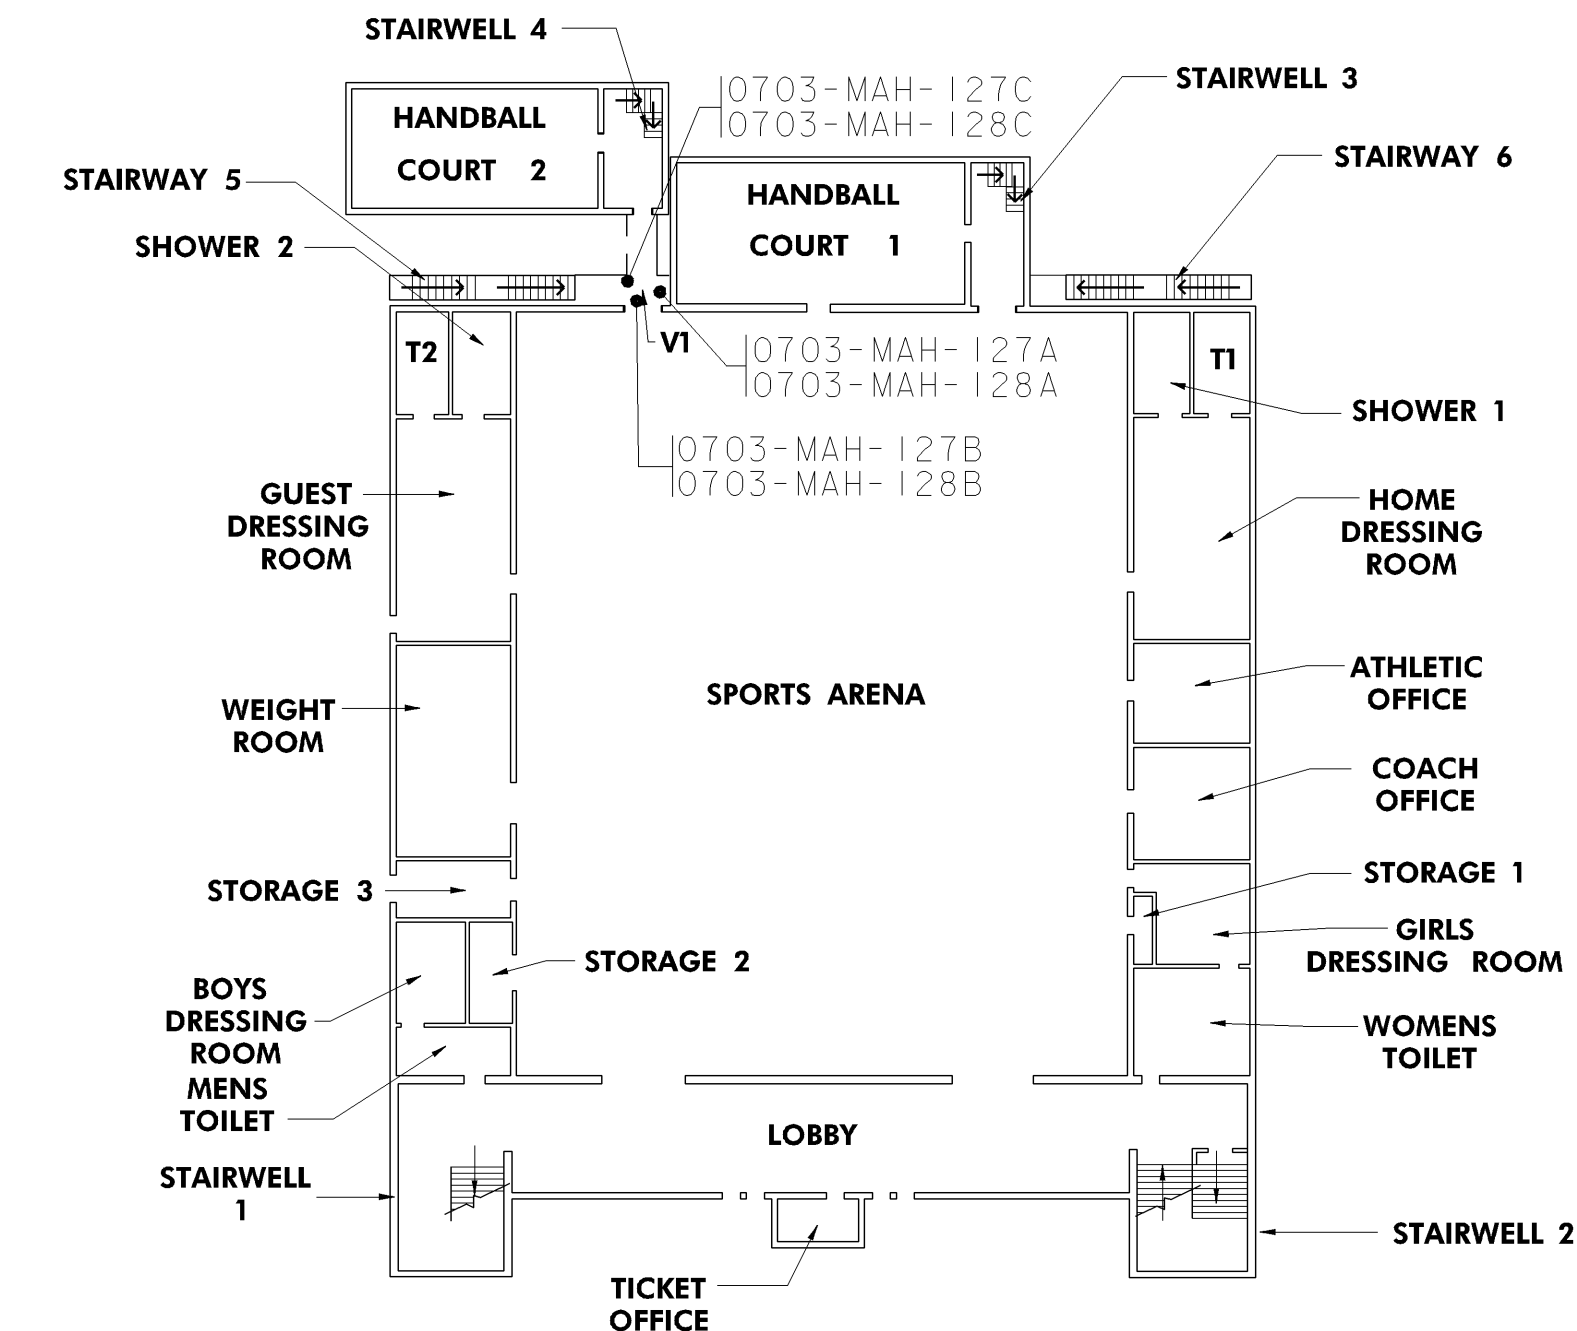 STAIRWELL 4
0703-MAH-127C
0703-MAH-128C
STAIRWELL 3
HANDBALL
COURT 2
STAIRWAY 6
STAIRWAY 5
HANDBALL
COURT 1
SHOWER 2
T2
V1
0703-MAH-127A
0703-MAH-128A
T1
SHOWER 1
0703-MAH-127B
0703-MAH-128B
GUEST
DRESSING
ROOM
HOME
DRESSING
ROOM
SPORTS ARENA
ATHLETIC
OFFICE
WEIGHT
ROOM
COACH
OFFICE
STORAGE 3
STORAGE 1
STORAGE 2
GIRLS
DRESSING ROOM
BOYS
DRESSING
ROOM
WOMENS
TOILET
MENS
TOILET
LOBBY
STAIRWELL
1
STAIRWELL 2
TICKET
OFFICE